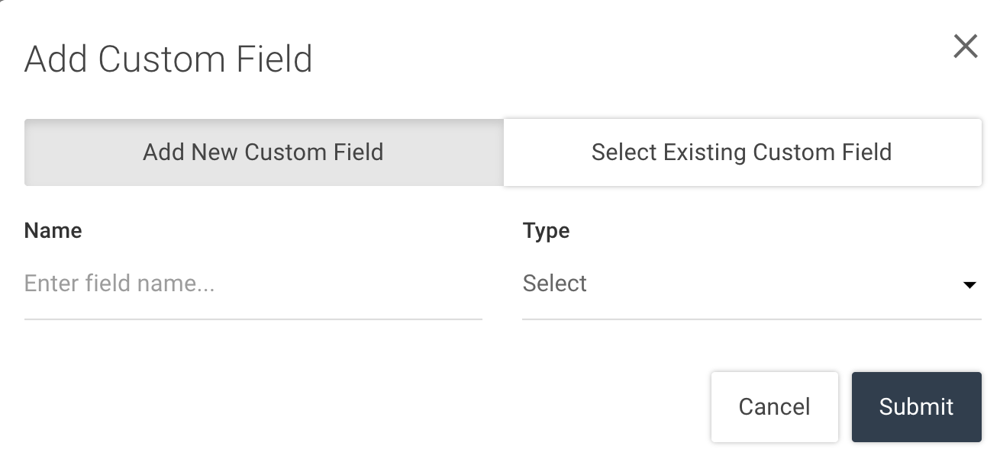 Add Custom Field
Add New Custom Field
Select Existing Custom Field
Name
Type
Enter field name...
Select
Cancel
Submit